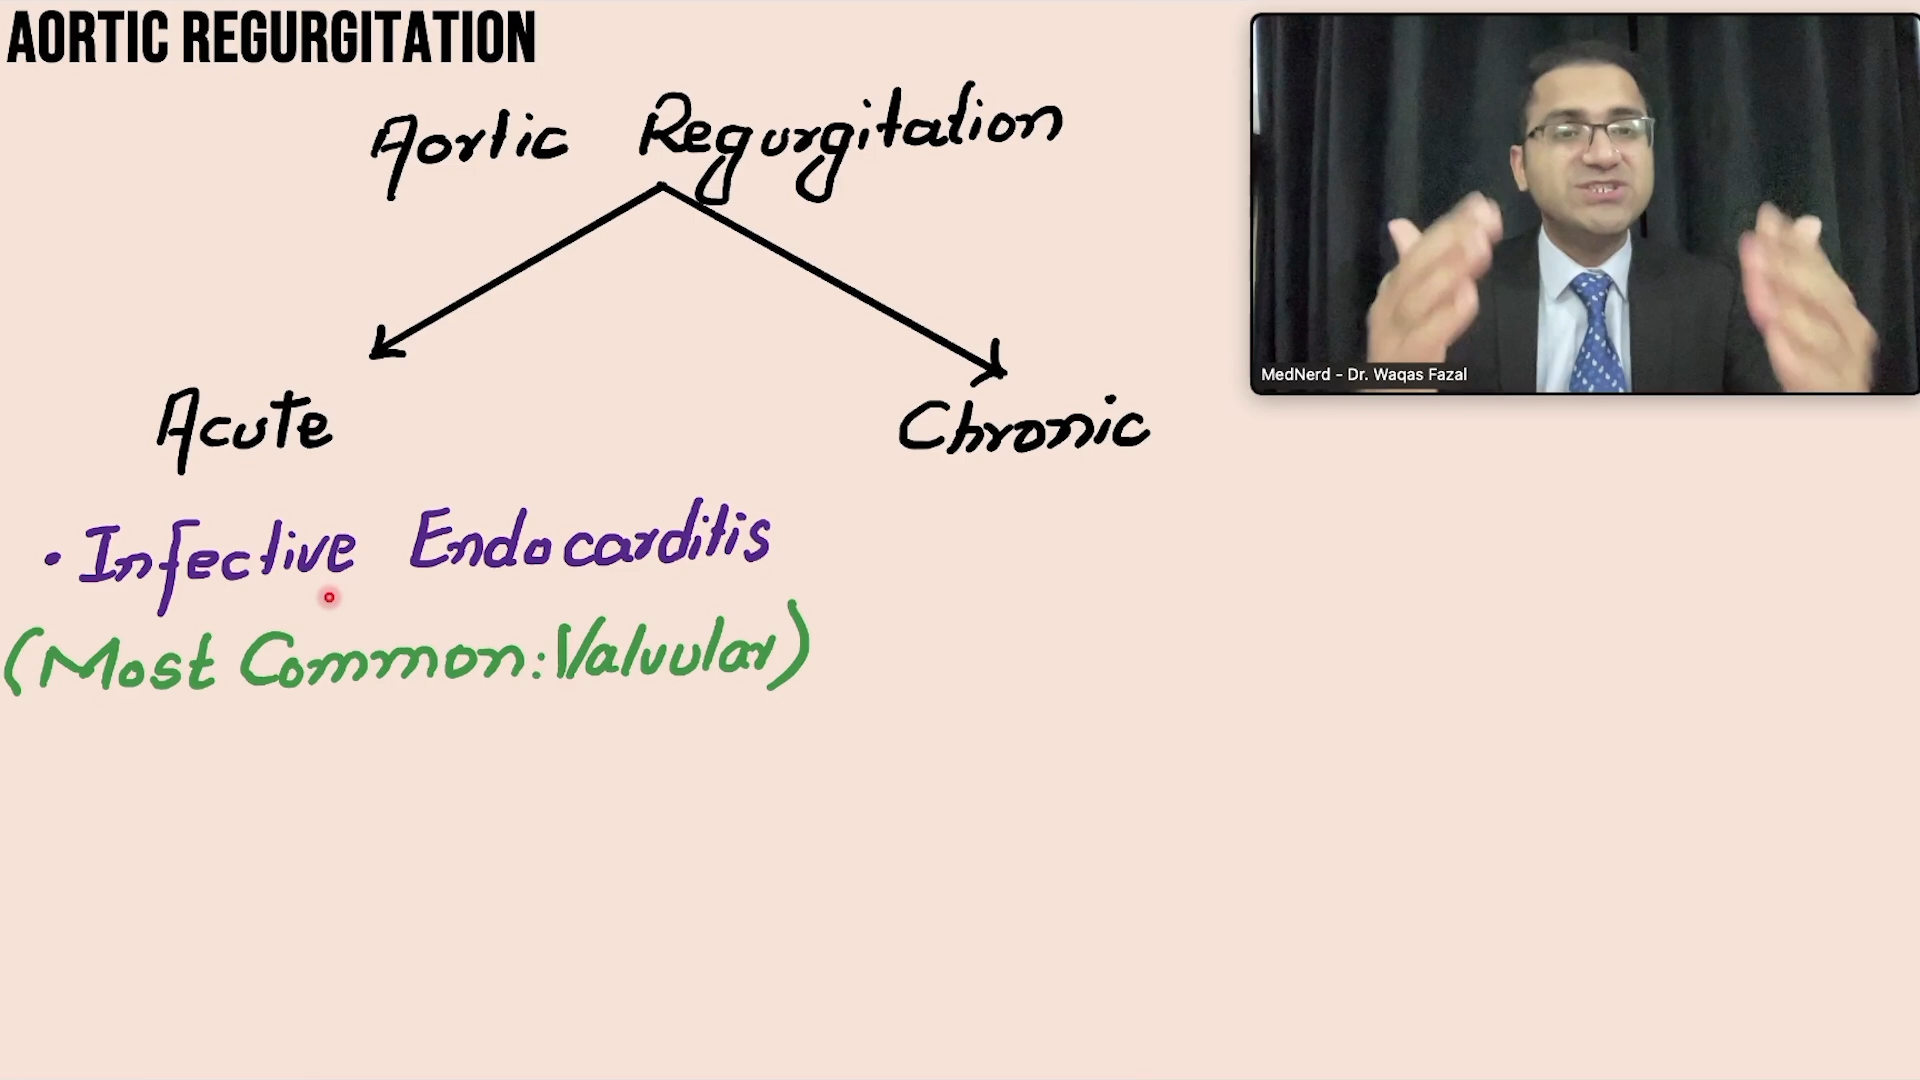 AORTIC REGURGITATION
Aortic Regurgitation
Acute
Chronic
• Infective Endocarditis
(Most Common: Valvular)
MedNerd - Dr. Waqas Fazal